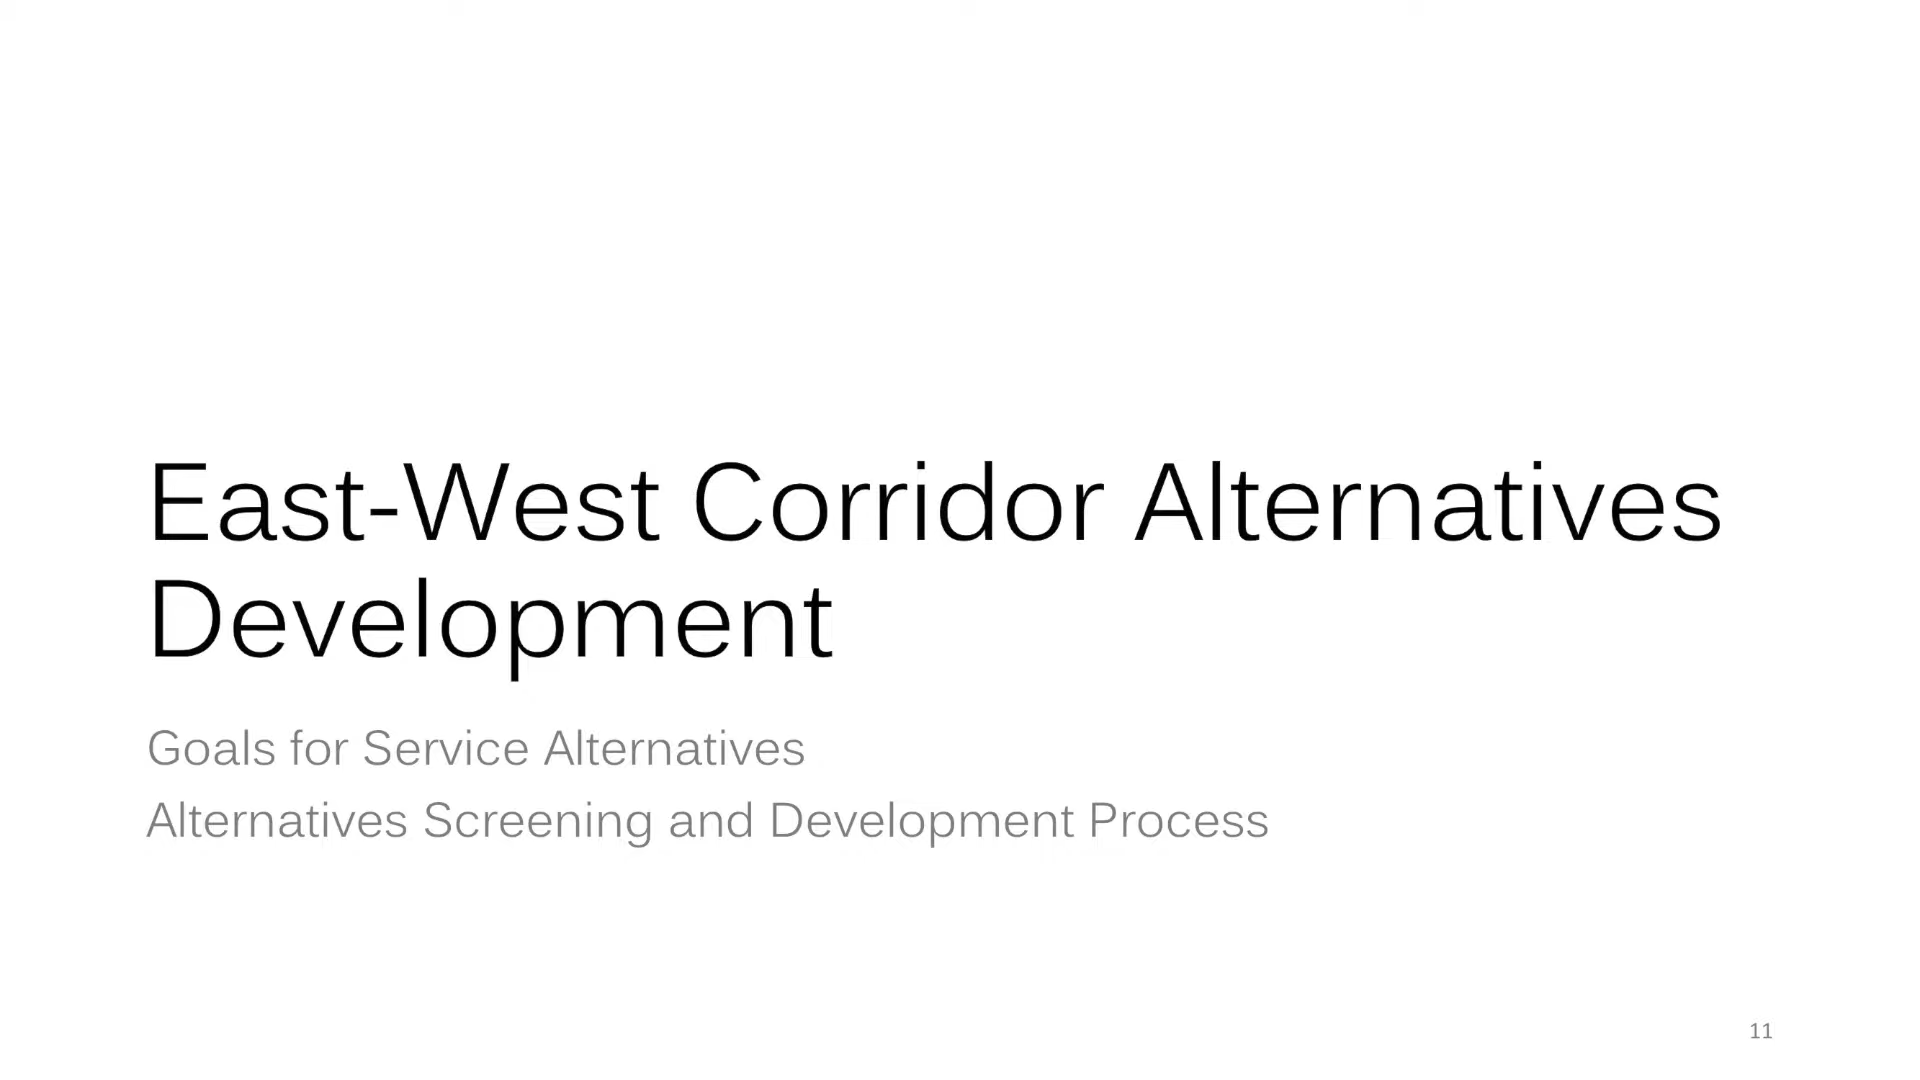 East-West Corridor Alternatives
Development
Goals for Service Alternatives
Alternatives Screening and Development Process
11